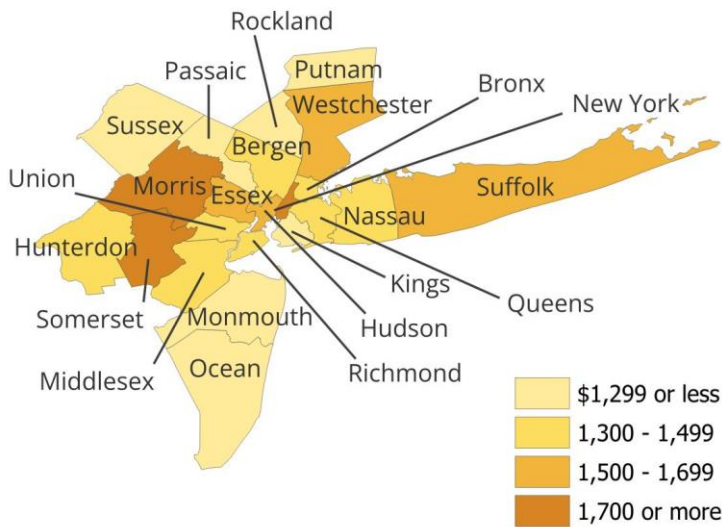 Rockland
Passaic
Putnam
Bronx
Westchester
New York
Sussex
Bergen
Union
Morris
Essex
Suffolk
Nassau
Hunterdon
Kings
Queens
Somerset
Monmouth
Hudson
Middlesex
Ocean
Richmond
$1,299 or less
1,300 - 1,499
1,500 - 1,699
1,700 or more